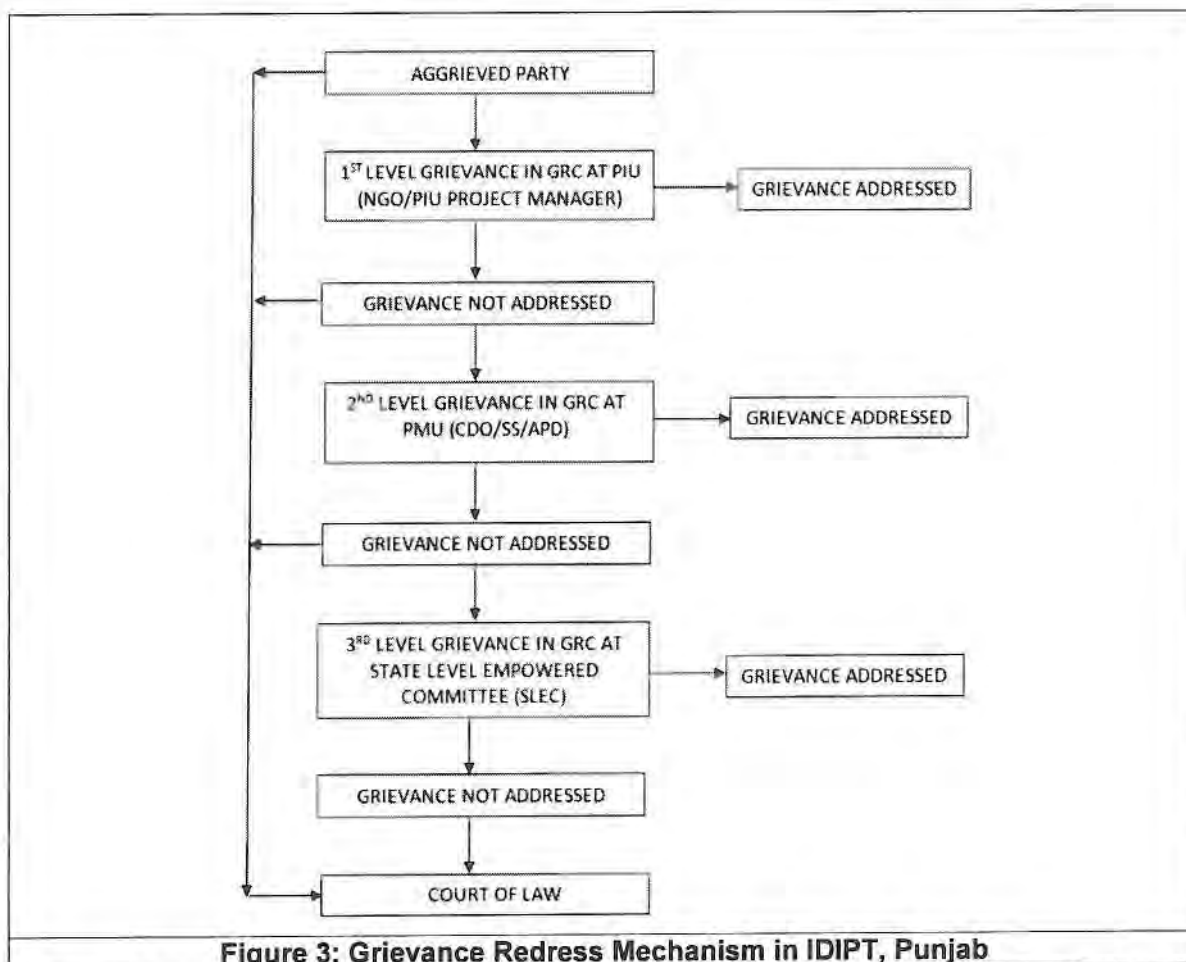 AGGRIEVED PARTY
1ST LEVEL GRIEVANCE IN GRC AT PIU
(NGO/PIU PROJECT MANAGER)
GRIEVANCE ADDRESSED
GRIEVANCE NOT ADDRESSED
2ND LEVEL GRIEVANCE IN GRC AT
PMU (CDO/SS/APD)
GRIEVANCE ADDRESSED
GRIEVANCE NOT ADDRESSED
3RD LEVEL GRIEVANCE IN GRC AT
STATE LEVEL EMPOWERED
COMMITTEE (SLEC)
GRIEVANCE ADDRESSED
GRIEVANCE NOT ADDRESSED
COURT OF LAW
Figure 3: Grievance Redress Mechanism in IDIPT, Punjab